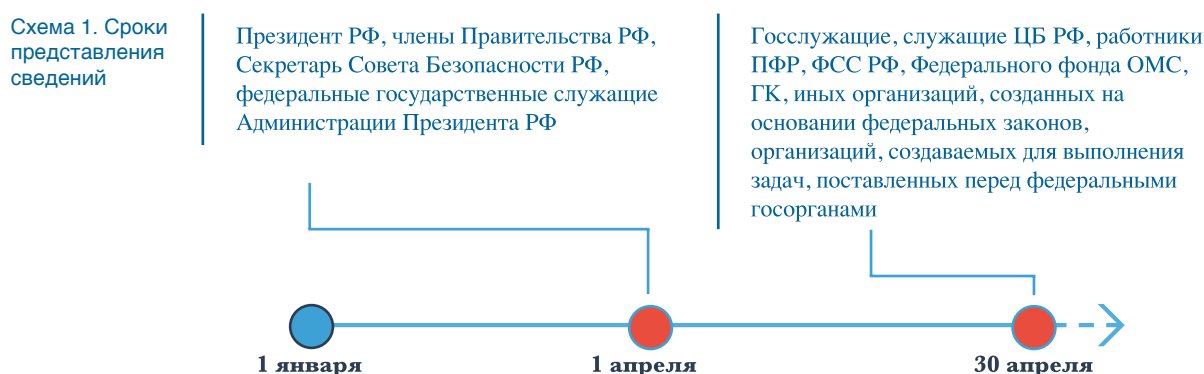 Схема 1. Сроки
представления
сведений
Президент РФ, члены Правительства РФ,
Секретарь Совета Безопасности РФ,
федеральные государственные служащие
Администрации Президента РФ
Госслужащие, служащие ЦБ РФ, работники
ПФР, ФСС РФ, Федерального фонда ОМС,
ГК, иных организаций, созданных на
основании федеральных законов,
организаций, создаваемых для выполнения
задач, поставленных перед федеральными
госорганами
1 января
1 апреля
30 апреля